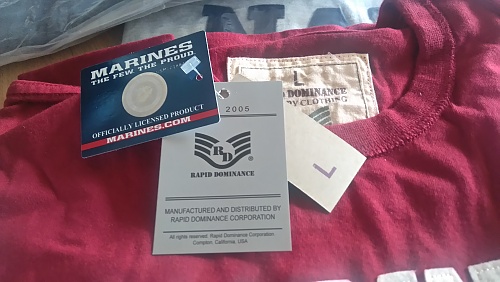 MARINES
THE FEW. THE PROUD.
OFFICIALLY LICENSED PRODUCT
MARINES.COM
L
DOMINANCE
CLOTHING
2005
RD
®
RAPID DOMINANCE
MANUFACTURED AND DISTRIBUTED BY
RAPID DOMINANCE CORPORATION
All rights reserved. Rapid Dominance Corporation.
Compton, California, USA
L